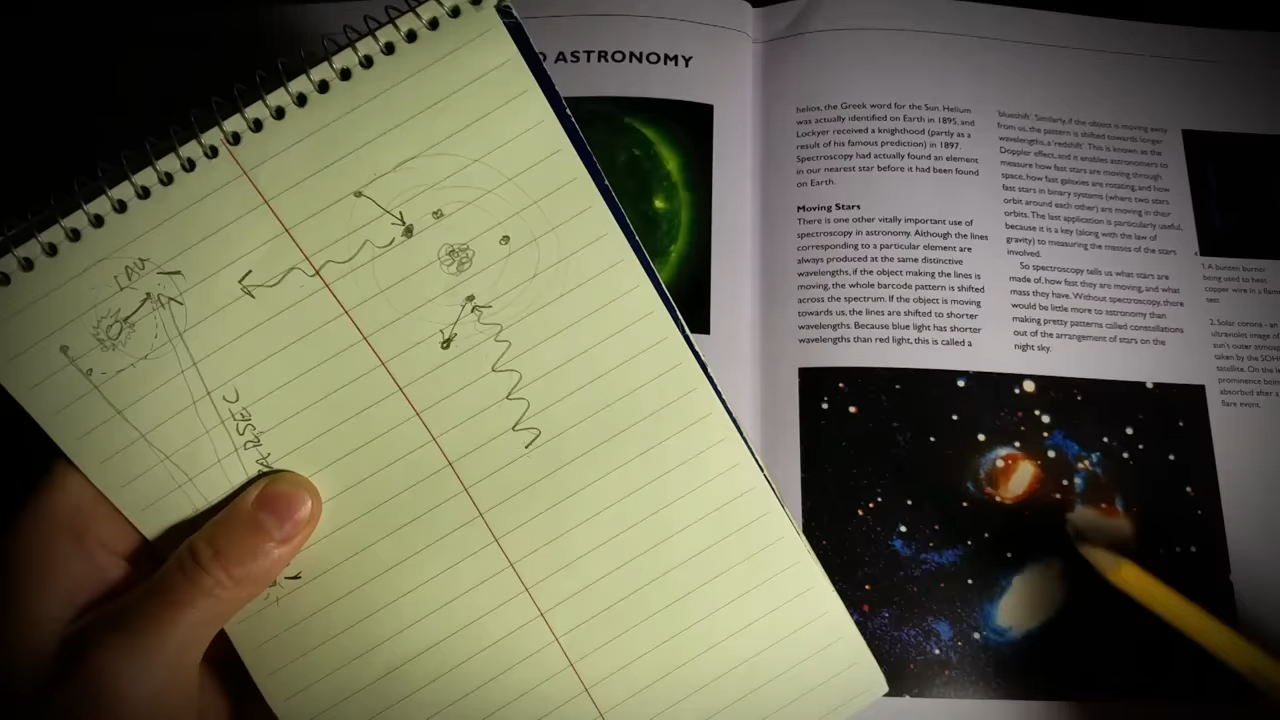 1 AU
ASTRONOMY
helios, the Greek word for the Sun. Helium
was actually identified on Earth in 1895, and
Lockyer received a knighthood (partly as a
result of his famous prediction) in 1897.
Spectroscopy had actually found an element
in our nearest star before it had been found
on Earth.
Moving Stars
There is one other vitally important use of
spectroscopy in astronomy. Although the lines
corresponding to a particular element are
always produced at the same distinctive
wavelengths, if the object making the lines is
moving, the whole barcode pattern is shifted
across the spectrum. If the object is moving
towards us, the lines are shifted to shorter
wavelengths. Because blue light has shorter
wavelengths than red light, this is called a
'blueshift'. Similarly, if the object is moving away
from us, the pattern is shifted towards longer
wavelengths, a 'redshift'. This is known as the
Doppler effect, and it enables astronomers to
measure how fast stars are moving through
space, how fast galaxies are rotating, and how
fast stars in binary systems (where two stars
orbit around each other) are moving in their
orbits. The last application is particularly useful,
because it is a key (along with the law of
gravity) to measuring the masses of the stars
involved.
So spectroscopy tells us what stars are
made of, how fast they are moving, and what
mass they have. Without spectroscopy, there
would be little more to astronomy than
making pretty patterns called constellations
out of the arrangement of stars on the
night sky.
1. A bunsen burner
being used to heat
copper wire in a flame
test.
2. Solar corona - an
ultraviolet image of
sun's outer
taken by the SOHO
satellite. On the
prominence
absorbed after a
flare event.